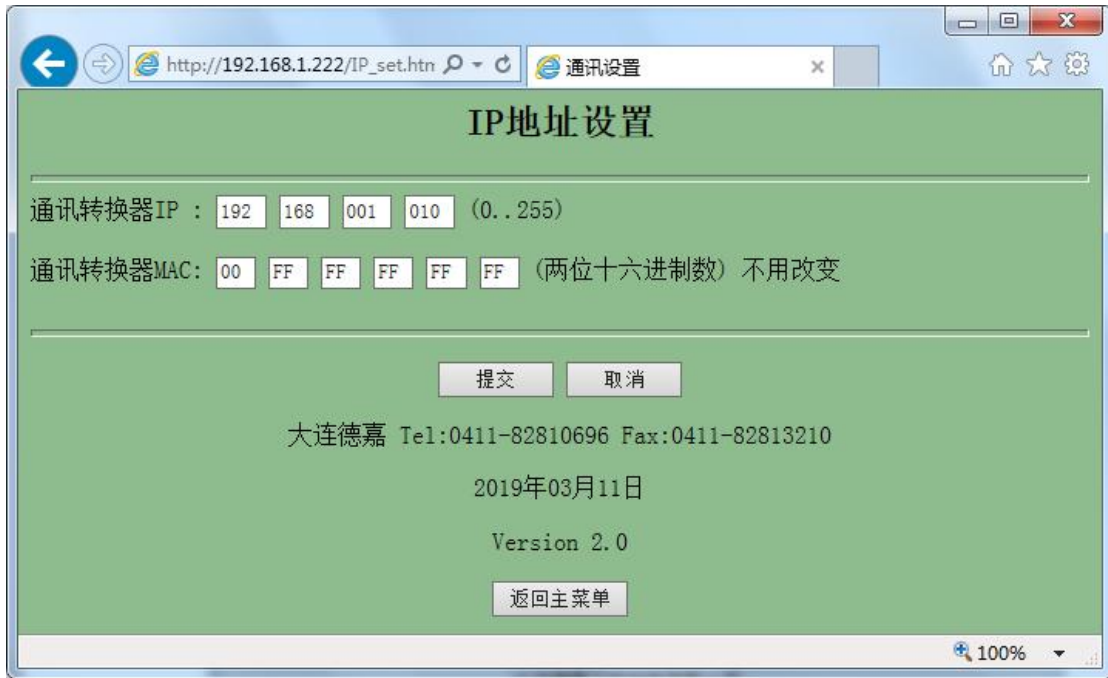 http://192.168.1.222/IP_set.htn
通讯设置
IP地址设置
通讯转换器IP : 192 168 001 010 (0..255)
通讯转换器MAC: 00 FF FF FF FF FF (两位十六进制数) 不用改变
提交 取消
大连德嘉 Tel:0411-82810696 Fax:0411-82813210
2019年03月11日
Version 2.0
返回主菜单
100%